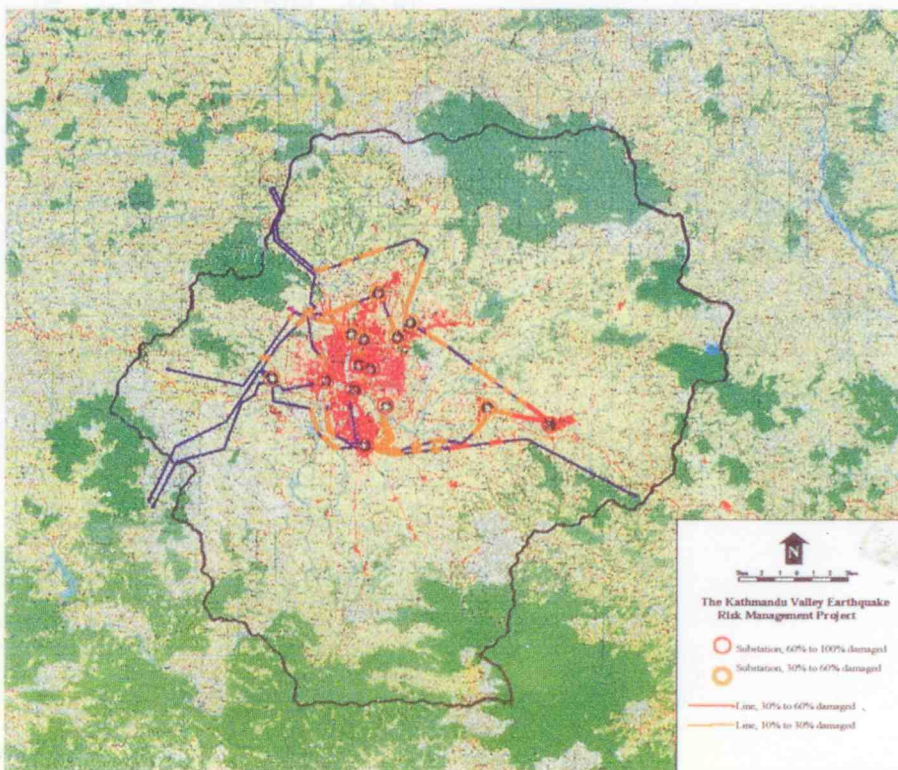 N
The Kathmandu Valley Earthquake
Risk Management Project
Substation, 60% to 100% damaged
Substation, 30% to 60% damaged
Line, 30% to 60% damaged
Line, 10% to 30% damaged